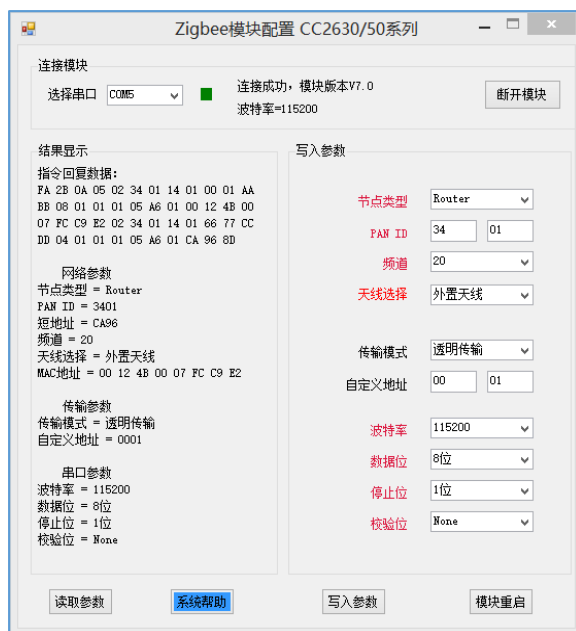 Zigbee模块配置 CC2630/50系列
连接模块
选择串口 COM5
连接成功，模块版本V7.0
波特率=115200
断开模块
结果显示
指令回复数据:
FA 2B 0A 05 02 34 01 14 01 00 01 AA
BB 08 01 01 01 05 A6 01 00 12 4B 00
07 FC C9 E2 02 34 01 14 01 66 77 CC
DD 04 01 01 01 05 A6 01 CA 96 8D
网络参数
节点类型 = Router
PAN ID = 3401
短地址 = CA96
频道 = 20
天线选择 = 外置天线
MAC地址 = 00 12 4B 00 07 FC C9 E2
传输参数
传输模式 = 透明传输
自定义地址 = 0001
串口参数
波特率 = 115200
数据位 = 8位
停止位 = 1位
校验位 = None
写入参数
节点类型 Router
PAN ID 34 01
频道 20
天线选择 外置天线
传输模式 透明传输
自定义地址 00 01
波特率 115200
数据位 8位
停止位 1位
校验位 None
读取参数 系统帮助 写入参数 模块重启